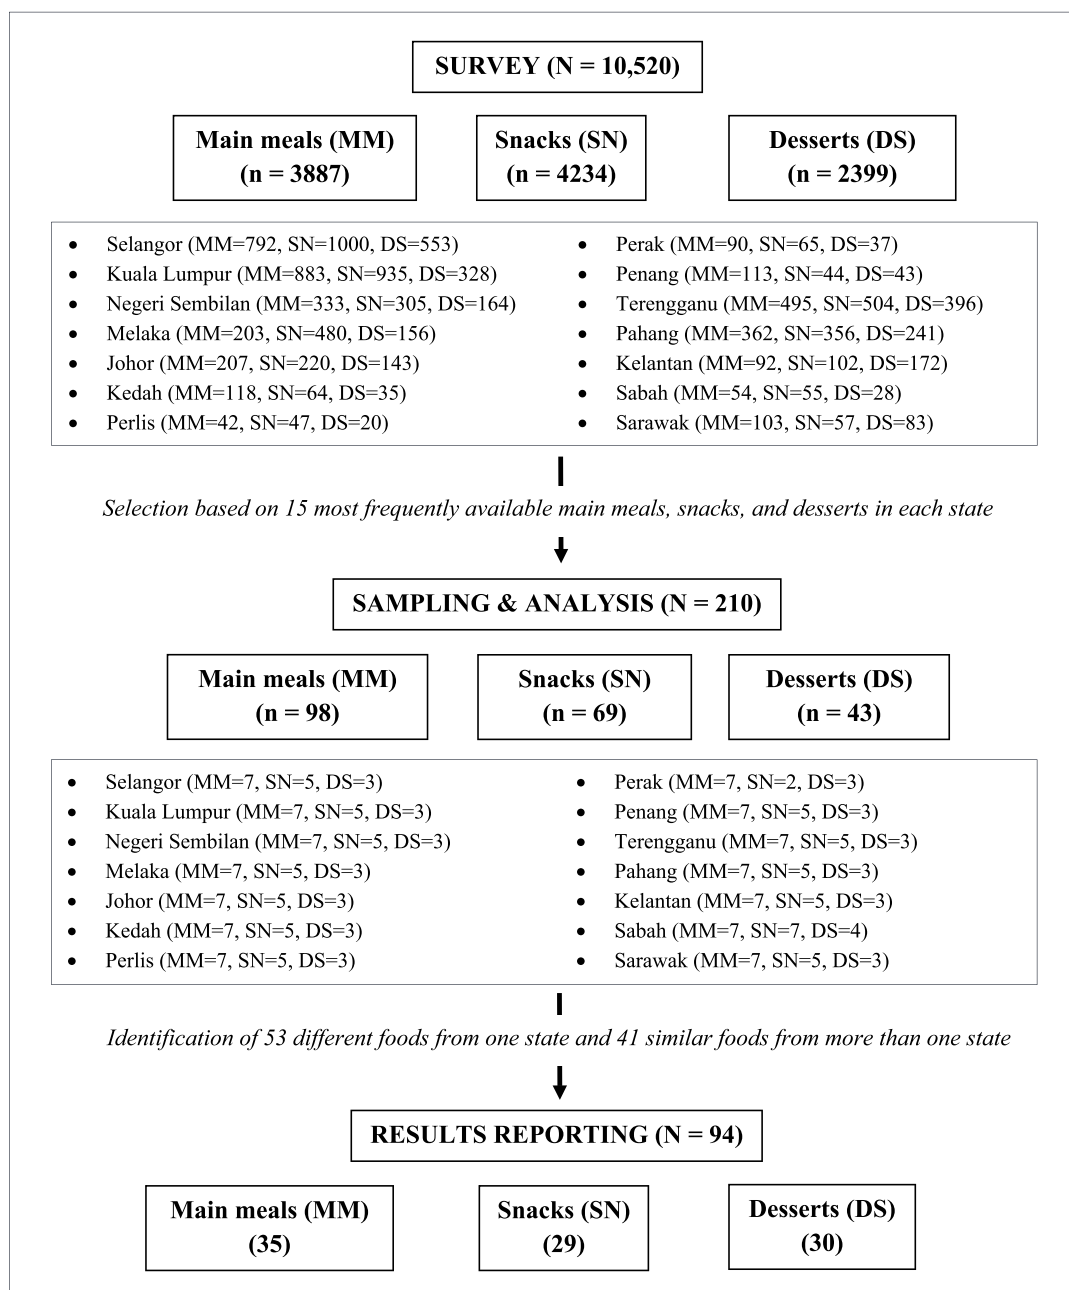 SURVEY (N = 10,520)
Main meals (MM)
(n = 3887)
Snacks (SN)
(n = 4234)
Desserts (DS)
(n = 2399)
• Selangor (MM=792, SN=1000, DS=553)
• Kuala Lumpur (MM=883, SN=935, DS=328)
• Negeri Sembilan (MM=333, SN=305, DS=164)
• Melaka (MM=203, SN=480, DS=156)
• Johor (MM=207, SN=220, DS=143)
• Kedah (MM=118, SN=64, DS=35)
• Perlis (MM=42, SN=47, DS=20)
• Perak (MM=90, SN=65, DS=37)
• Penang (MM=113, SN=44, DS=43)
• Terengganu (MM=495, SN=504, DS=396)
• Pahang (MM=362, SN=356, DS=241)
• Kelantan (MM=92, SN=102, DS=172)
• Sabah (MM=54, SN=55, DS=28)
• Sarawak (MM=103, SN=57, DS=83)
Selection based on 15 most frequently available main meals, snacks, and desserts in each state
SAMPLING & ANALYSIS (N = 210)
Main meals (MM)
(n = 98)
Snacks (SN)
(n = 69)
Desserts (DS)
(n = 43)
• Selangor (MM=7, SN=5, DS=3)
• Kuala Lumpur (MM=7, SN=5, DS=3)
• Negeri Sembilan (MM=7, SN=5, DS=3)
• Melaka (MM=7, SN=5, DS=3)
• Johor (MM=7, SN=5, DS=3)
• Kedah (MM=7, SN=5, DS=3)
• Perlis (MM=7, SN=5, DS=3)
• Perak (MM=7, SN=2, DS=3)
• Penang (MM=7, SN=5, DS=3)
• Terengganu (MM=7, SN=5, DS=3)
• Pahang (MM=7, SN=5, DS=3)
• Kelantan (MM=7, SN=5, DS=3)
• Sabah (MM=7, SN=7, DS=4)
• Sarawak (MM=7, SN=5, DS=3)
Identification of 53 different foods from one state and 41 similar foods from more than one state
RESULTS REPORTING (N = 94)
Main meals (MM)
(35)
Snacks (SN)
(29)
Desserts (DS)
(30)